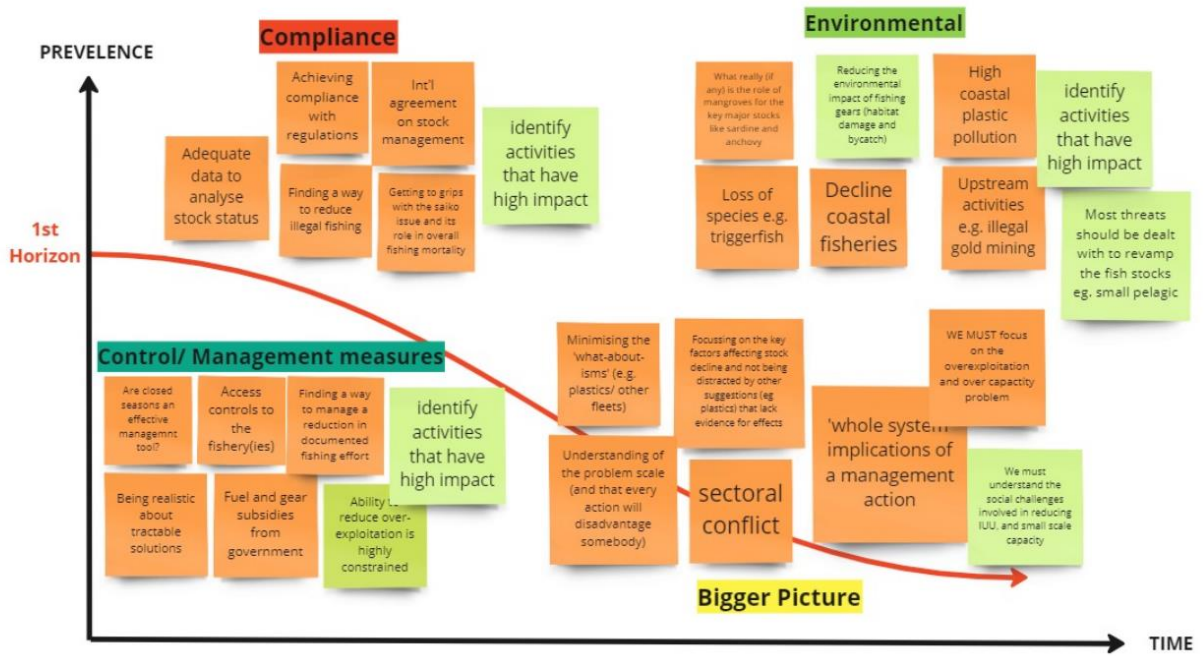 PREVELENCE
Compliance
Achieving
compliance
with
regulations
Int'l
agreement
on stock
management
identify
activities
that have
high impact
Adequate
data to
analyse
stock status
Finding a way
to reduce
illegal fishing
Getting to grips
with the saiko
issue and its
role in overall
fishing mortality
Environmental
What really (if
any) is the role of
mangroves for the
key major stocks
like sardine and
anchovy
Reducing the
environmental
impact of fishing
gears (habitat
damage and
bycatch)
High
coastal
plastic
pollution
identify
activities
that have
high impact
Loss of
species e.g.
triggerfish
Decline
coastal
fisheries
Upstream
activities
e.g. illegal
gold mining
Most threats
should be dealt
with to revamp
the fish stocks
eg. small pelagic
1st
Horizon
Control/ Management measures
Are closed
seasons an
effective
managemnt
tool?
Access
controls to
the
fishery(ies)
Finding a way
to manage a
reduction in
documented
fishing effort
identify
activities
that have
high impact
Being realistic
about
tractable
solutions
Fuel and gear
subsidies
from
government
Ability
reduce over-
exploitation is
highly
constrained
Minimising the
'what-about-
isms' (e.g.
plastics/ other
fleets)
Focussing on the key
factors affecting stock
decline and not being
distracted by other
suggestions (eg
plastics) that lack
evidence for effects
WE MUST focus
on the
overexploitation
and over capactity
problem
Understanding of
the problem scale
(and that every
action will
disadvantage
somebody)
sectoral
conflict
'whole system
implications of
a management
action
We must
understand the
social challenges
involved in reducing
IUU, and small scale
capacity
Bigger Picture
TIME